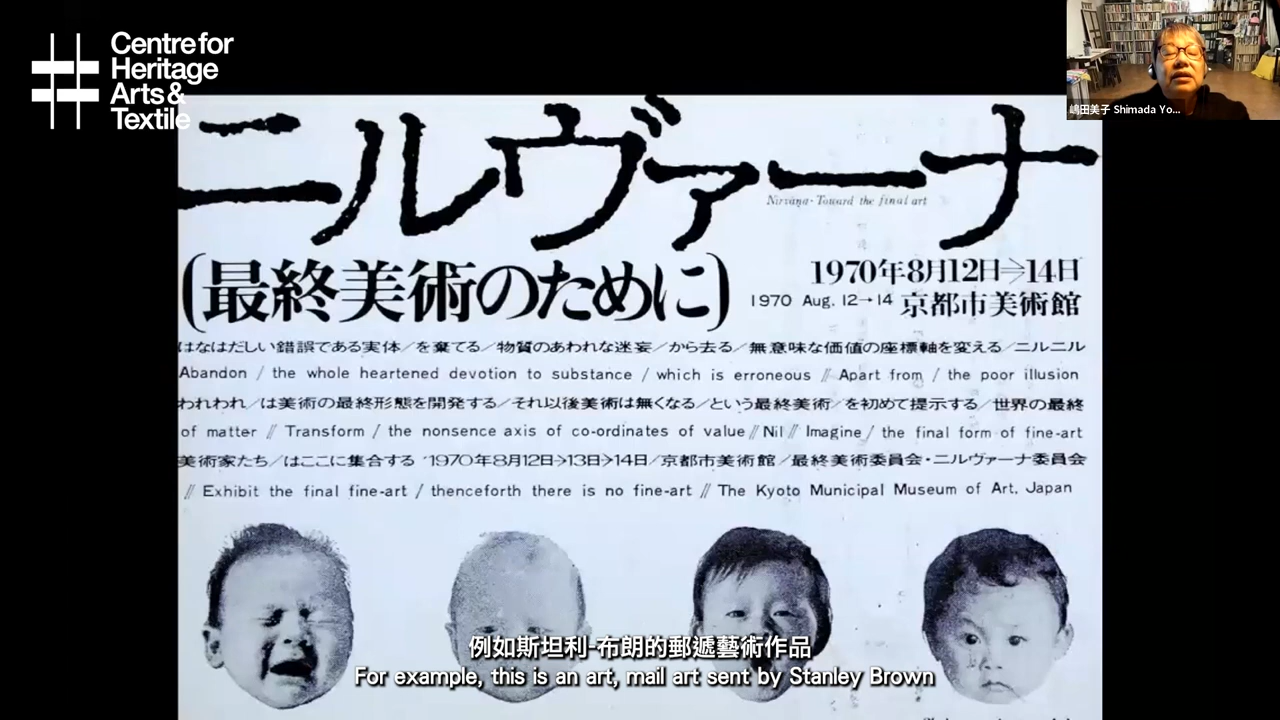 Centre for
Heritage
Arts &
Textile
嶋田美子 Shimada Yo...
ニルヴァーナ
Nirvana - Toward the final art
(最終美術のために)
1970年8月12日⇒14日
1970 Aug. 12→14 京都市美術館
はなはだしい錯誤である実体/を棄てる/物質のあわれな迷妄/から去る/無意味な価値の座標軸を変える/ニルニル
Abandon / the whole heartened devotion to substance / which is erroneous // Apart from / the poor illusion
われわれ/は美術の最終形態を開発する/それ以後美術は無くなる/という最終美術/を初めて提示する/世界の最終
of matter // Transform / the nonsence axis of co-ordinates of value // Nil // Imagine / the final form of fine-art
美術家たち/はここに集合する '1970年8月12日→13日→14日/京都市美術館/最終美術委員会・ニルヴァーナ委員会
// Exhibit the final fine-art / thenceforth there is no fine-art // The Kyoto Municipal Museum of Art, Japan
例如斯坦利-布朗的郵遞藝術作品
For example, this is an art, mail art sent by Stanley Brown